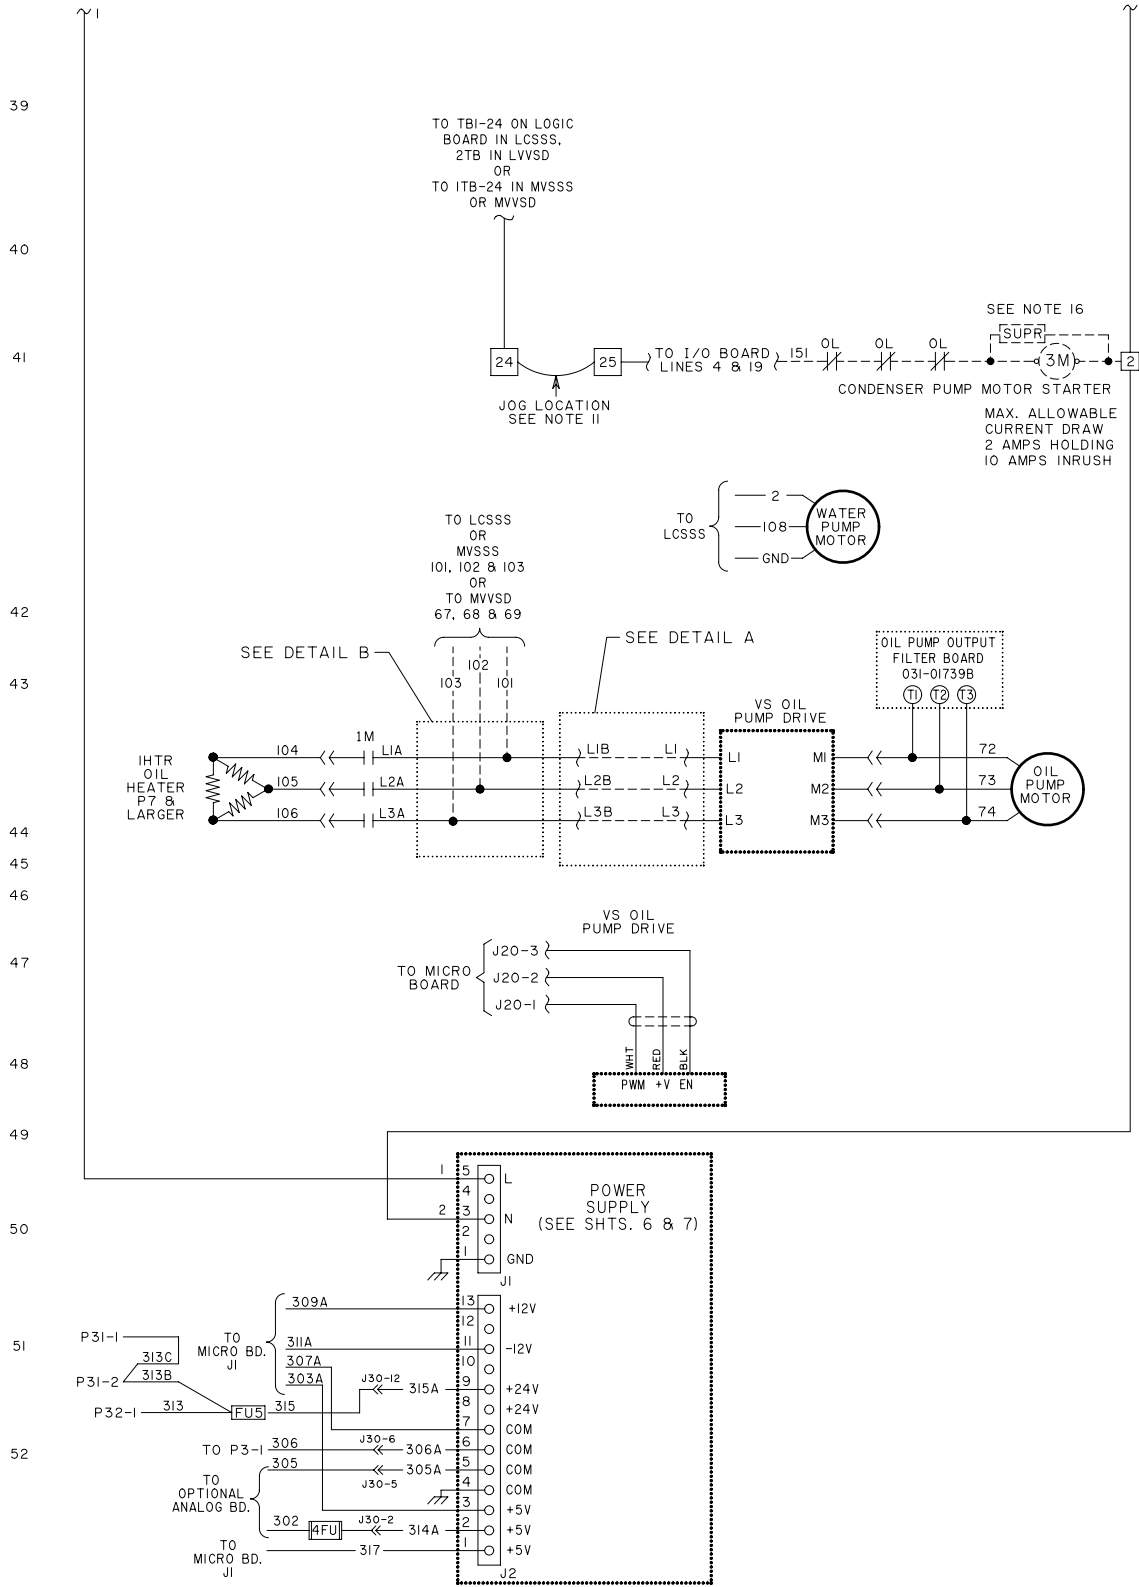 1
39
TO TB1-24 ON LOGIC
BOARD IN LCSSS,
2TB IN LVVSD
OR
TO 1TB-24 IN MVSSS
OR MVVSD
40
SEE NOTE 16
SUPR
41
24
25
TO I/O BOARD
LINES 4 & 19
151
OL
OL
OL
3M
2
CONDENSER PUMP MOTOR STARTER
JOG LOCATION
SEE NOTE 11
MAX. ALLOWABLE
CURRENT DRAW
2 AMPS HOLDING
10 AMPS INRUSH
TO
LCSSS
2
108
GND
WATER
PUMP
MOTOR
TO LCSSS
OR
MVSSS
101, 102 & 103
OR
TO MVVSD
67, 68 & 69
42
SEE DETAIL B
SEE DETAIL A
OIL PUMP OUTPUT
FILTER BOARD
031-01739B
T1 T2 T3
43
103
102
101
VS OIL
PUMP DRIVE
1HTR
OIL
HEATER
P7 &
LARGER
104
1M
L1A
L1B
L1
L1
M1
72
105
L2A
L2B
L2
L2
M2
73
106
L3A
L3B
L3
L3
M3
74
OIL
PUMP
MOTOR
44
45
46
VS OIL
PUMP DRIVE
47
TO MICRO
BOARD
J20-3
J20-2
J20-1
48
WHT
RED
BLK
PWM +V EN
49
POWER
SUPPLY
(SEE SHTS. 6 & 7)
1
5
L
4
50
2
3
N
2
1
GND
J1
51
TO
MICRO BD.
J1
309A
13
+12V
12
311A
11
-12V
307A
10
303A
P31-1
313C
P31-2
313B
P32-1
313
FU5
315
J30-12
315A
9
+24V
8
+24V
7
COM
52
TO P3-1
306
J30-6
306A
6
COM
TO
OPTIONAL
ANALOG BD.
305
J30-5
305A
5
COM
4
COM
3
+5V
302
4FU
J30-2
314A
2
+5V
TO
MICRO BD.
J1
317
1
+5V
J2